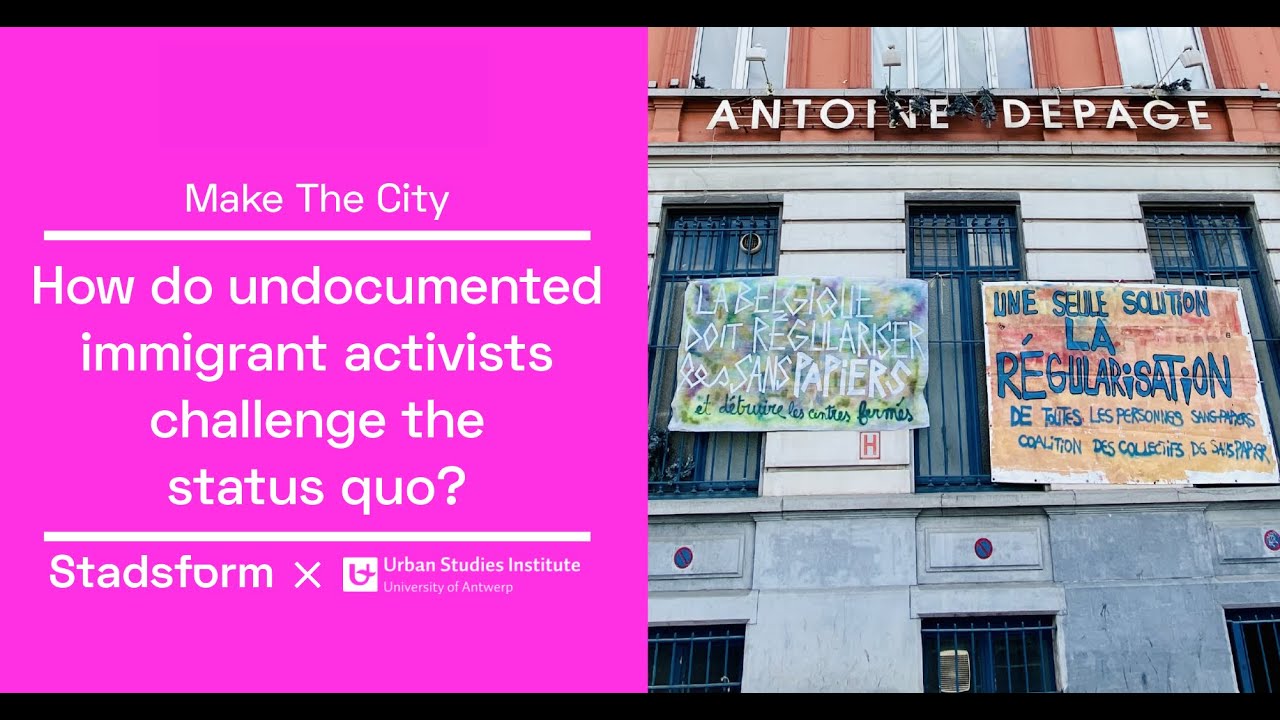 Make The City
How do undocumented
immigrant activists
challenge the
status quo?
Stadsform × Urban Studies Institute
University of Antwerp
ANTOINE DEPAGE
LA BELGIQUE
DOIT RÉGULARISER
SANS PAPIERS
et détruire les centres fermés
H
UNE SEULE SOLUTION
LA
RÉGULARISATION
DE TOUTES LES PERSONNES SANS-PAPIERS
COALITION DES COLLECTIFS DE SANS PAPIER